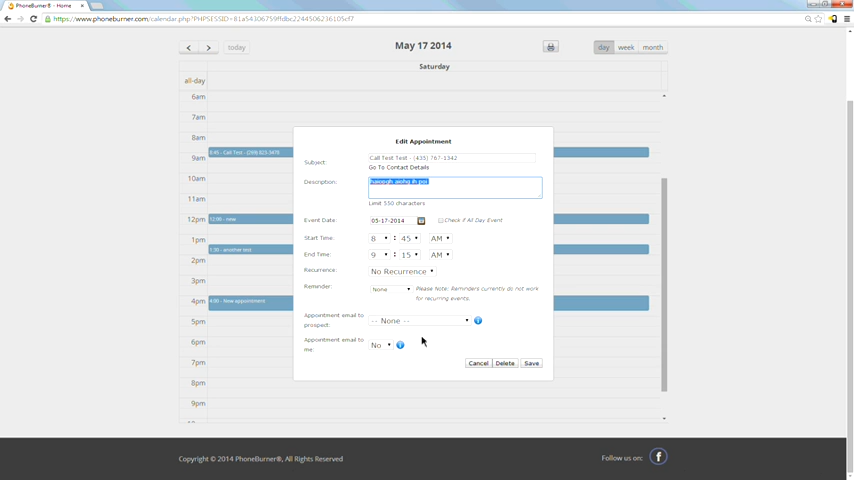 PhoneBurner® - Home
https://www.phoneburner.com/calendar.php?PHPSESSID=81a54306759ffdbc2244506236105cf7
today
May 17 2014
day week month
Saturday
all-day
6am
7am
8am
8:45 - Call Test
9am
10am
11am
12pm
12:00 - new
1pm
1:30 - another test
2pm
3pm
4pm
4:00 - New appointment
5pm
6pm
7pm
8pm
9pm
Edit Appointment
Subject: Call Test Test - (435) 767-1342
Go To Contact Details
Description:
Limit 550 characters
Event Date: 05-17-2014 Check if All Day Event
Start Time: 8 : 45 AM
End Time: 9 : 15 AM
Recurrence: No Recurrence
Reminder: None Please Note: Reminders currently do not work
for recurring events.
Appointment email to
prospect: -- None --
Appointment email to
me: No
Cancel Delete Save
Copyright © 2014 PhoneBurner®, All Rights Reserved
Follow us on: